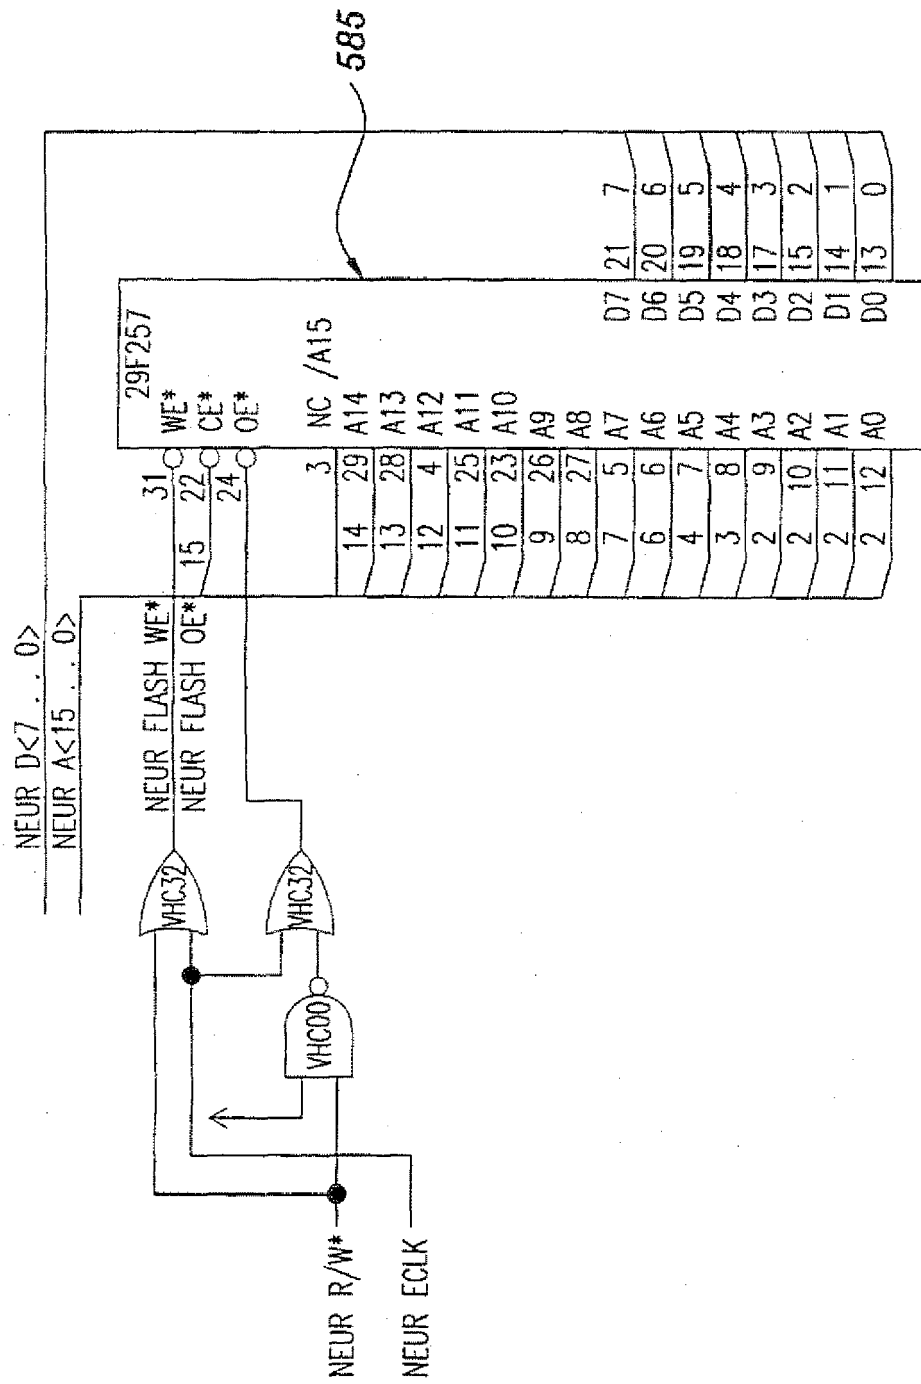 NEUR D<7 . . . 0>
NEUR A<15 . . . 0>
29F257
NEUR FLASH WE* 31 WE*
VHC32
NEUR FLASH OE* 15 22 CE*
24 OE*
VHC32
VHC00
3 NC /A15
585
NEUR R/W*
14 29 A14
13 28 A13
NEUR ECLK
12 4 A12
11 25 A11
10 23 A10
9 26 A9
8 27 A8
7 5 A7 D7 21 7
6 6 A6 D6 20 6
4 7 A5 D5 19 5
3 8 A4 D4 18 4
2 9 A3 D3 17 3
2 10 A2 D2 15 2
2 11 A1 D1 14 1
2 12 A0 D0 13 0